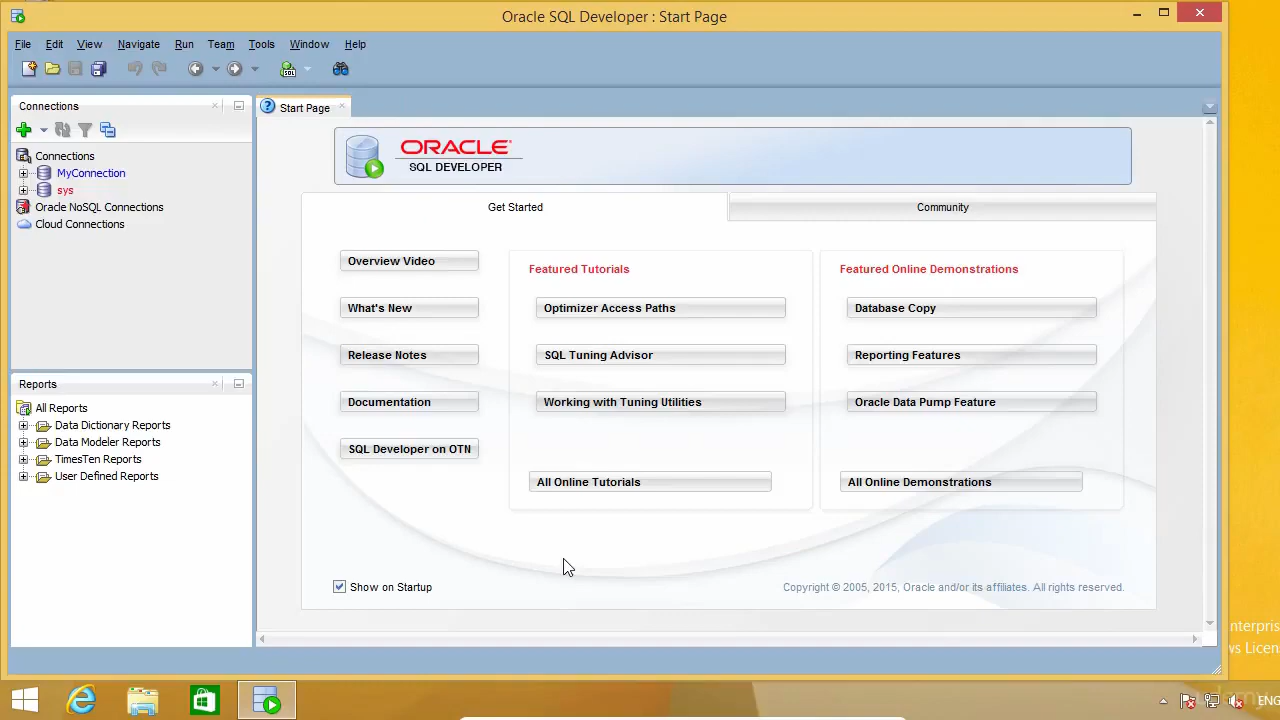 Oracle SQL Developer : Start Page
File Edit View Navigate Run Team Tools Window Help
Connections
Connections
MyConnection
sys
Oracle NoSQL Connections
Cloud Connections
Reports
All Reports
Data Dictionary Reports
Data Modeler Reports
TimesTen Reports
User Defined Reports
Start Page
ORACLE
SQL DEVELOPER
Get Started
Community
Overview Video
What's New
Release Notes
Documentation
SQL Developer on OTN
Featured Tutorials
Optimizer Access Paths
SQL Tuning Advisor
Working with Tuning Utilities
All Online Tutorials
Featured Online Demonstrations
Database Copy
Reporting Features
Oracle Data Pump Feature
All Online Demonstrations
Show on Startup
Copyright © 2005, 2015, Oracle and/or its affiliates. All rights reserved.
ENG